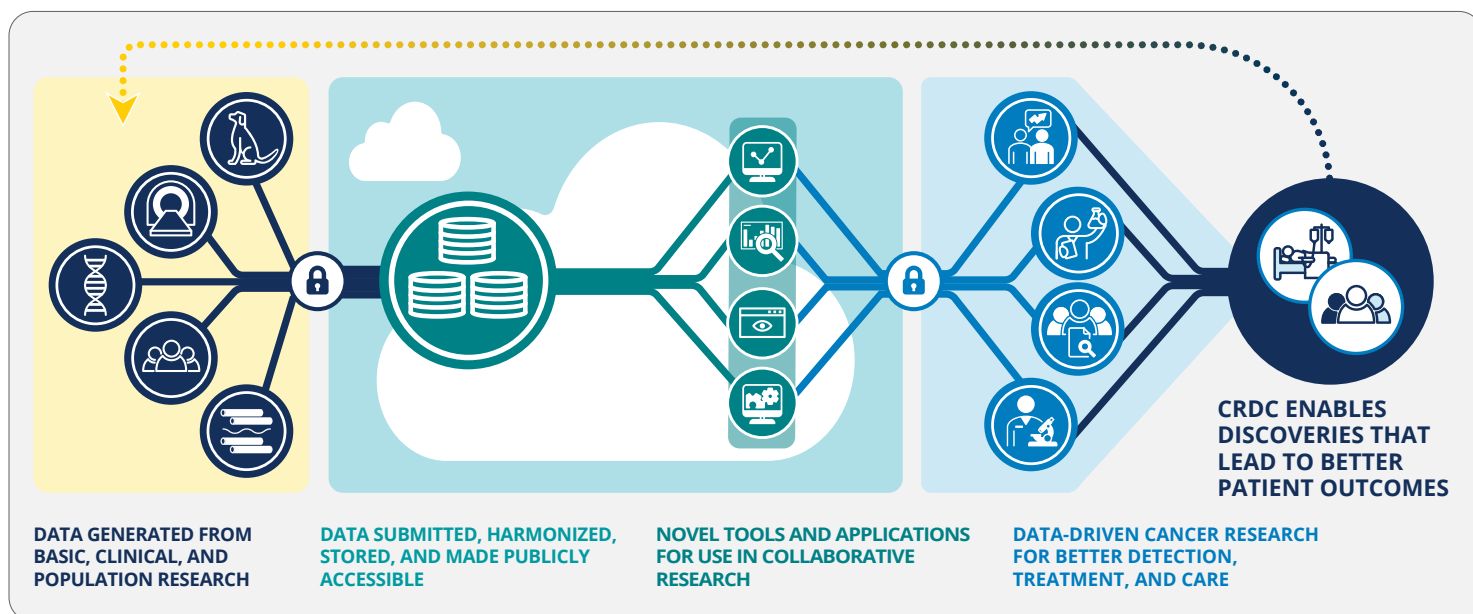 CRDC ENABLES
DISCOVERIES THAT
LEAD TO BETTER
PATIENT OUTCOMES
DATA GENERATED FROM
BASIC, CLINICAL, AND
POPULATION RESEARCH
DATA SUBMITTED, HARMONIZED,
STORED, AND MADE PUBLICLY
ACCESSIBLE
NOVEL TOOLS AND APPLICATIONS
FOR USE IN COLLABORATIVE
RESEARCH
DATA-DRIVEN CANCER RESEARCH
FOR BETTER DETECTION,
TREATMENT, AND CARE